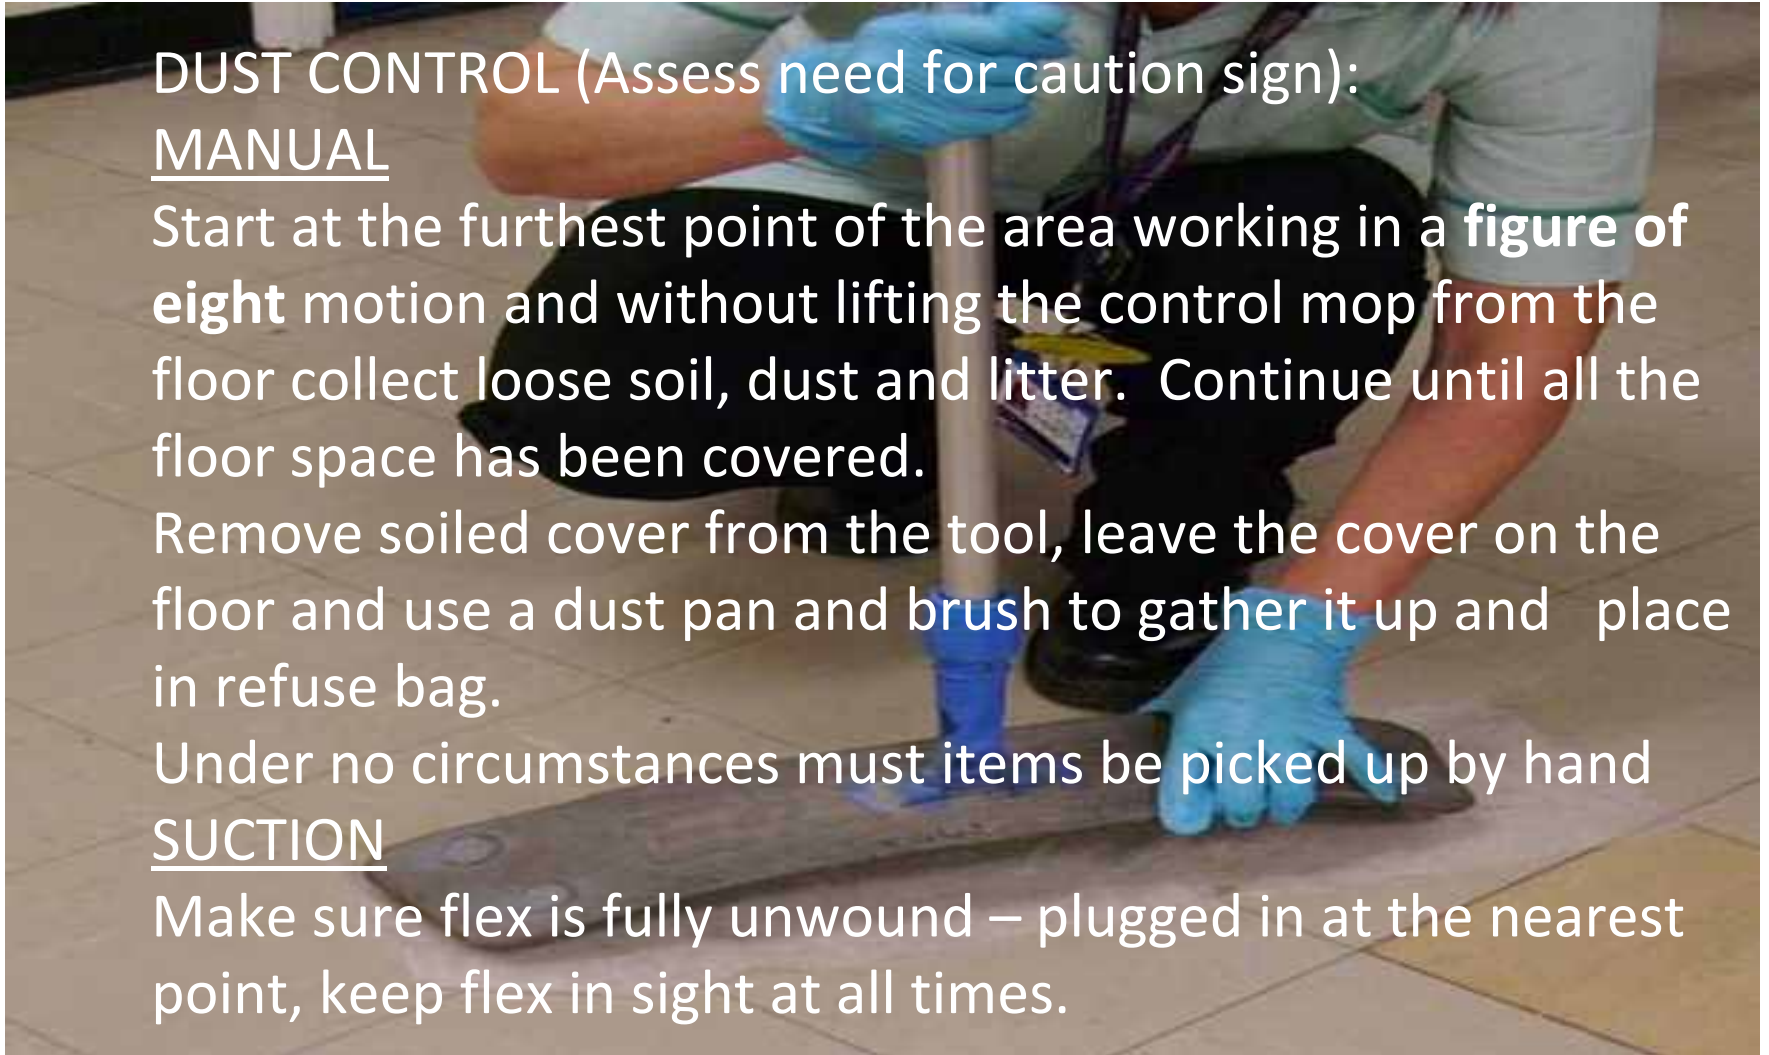 DUST CONTROL (Assess need for caution sign):
MANUAL
Start at the furthest point of the area working in a figure of
eight motion and without lifting the control mop from the
floor collect loose soil, dust and litter.  Continue until all the
floor space has been covered.
Remove soiled cover from the tool, leave the cover on the
floor and use a dust pan and brush to gather it up and   place
in refuse bag.
Under no circumstances must items be picked up by hand
SUCTION
Make sure flex is fully unwound – plugged in at the nearest
point, keep flex in sight at all times.